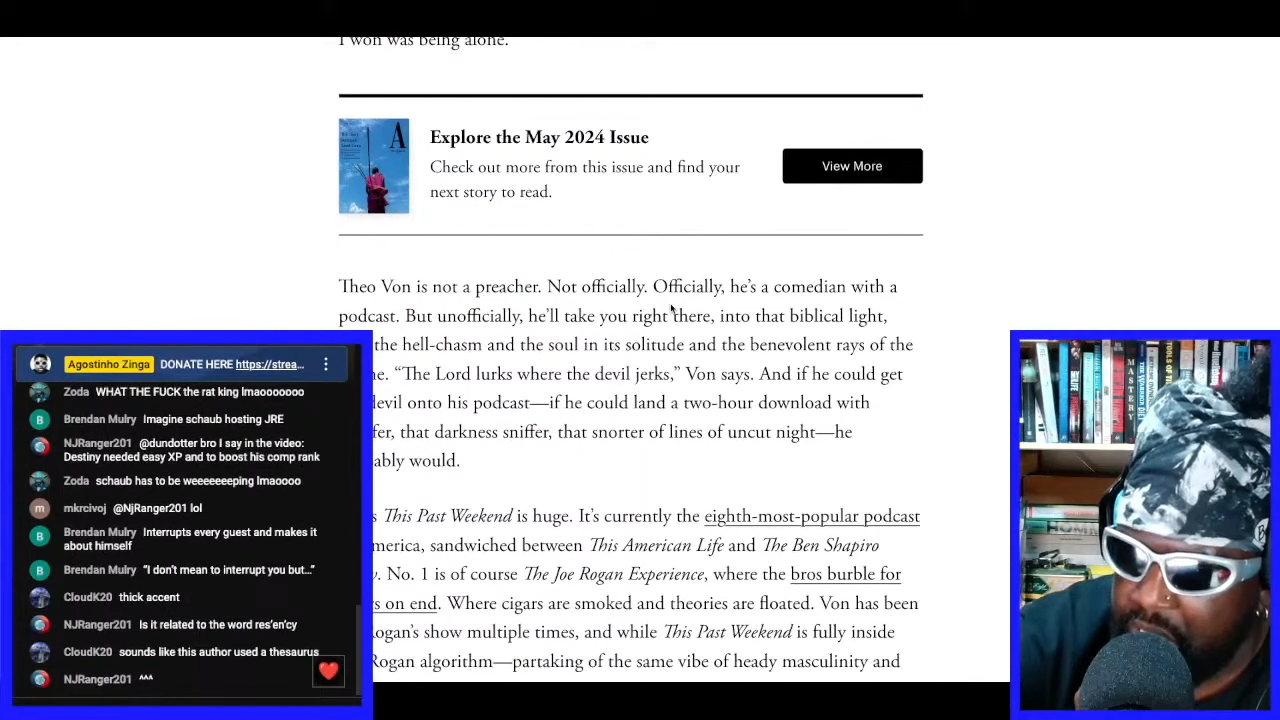 I won was being alone.
Explore the May 2024 Issue
Check out more from this issue and find your
next story to read.
View More
A
Theo Von is not a preacher. Not officially. Officially, he's a comedian with a
podcast. But unofficially, he'll take you right there, into that biblical light,
the hell-chasm and the soul in its solitude and the benevolent rays of the
“The Lord lurks where the devil jerks,” Von says. And if he could get
onto his podcast—if he could land a two-hour download with
that darkness sniffer, that snorter of lines of uncut night—he
would.
This Past Weekend is huge. It's currently the eighth-most-popular podcast
sandwiched between This American Life and The Ben Shapiro
No. 1 is of course The Joe Rogan Experience, where the bros burble for
on end. Where cigars are smoked and theories are floated. Von has been
Rogan's show multiple times, and while This Past Weekend is fully inside
Rogan algorithm—partaking of the same vibe of heady masculinity and
Agostinho Zinga DONATE HERE https://strea...
Zoda WHAT THE FUCK the rat king lmaooooooo
B Brendan Mulry Imagine schaub hosting JRE
NJRanger201 @dundotter bro I say in the video:
Destiny needed easy XP and to boost his comp rank
Zoda schaub has to be weeeeeeeping lmaoooo
m mkrcivoj @NjRanger201 lol
B Brendan Mulry Interrupts every guest and makes it
about himself
B Brendan Mulry “I don't mean to interrupt you but...”
CloudK20 thick accent
NJRanger201 Is it related to the word res'en'cy
CloudK20 sounds like this author used a thesaurus
NJRanger201 ^^^
MASTERY